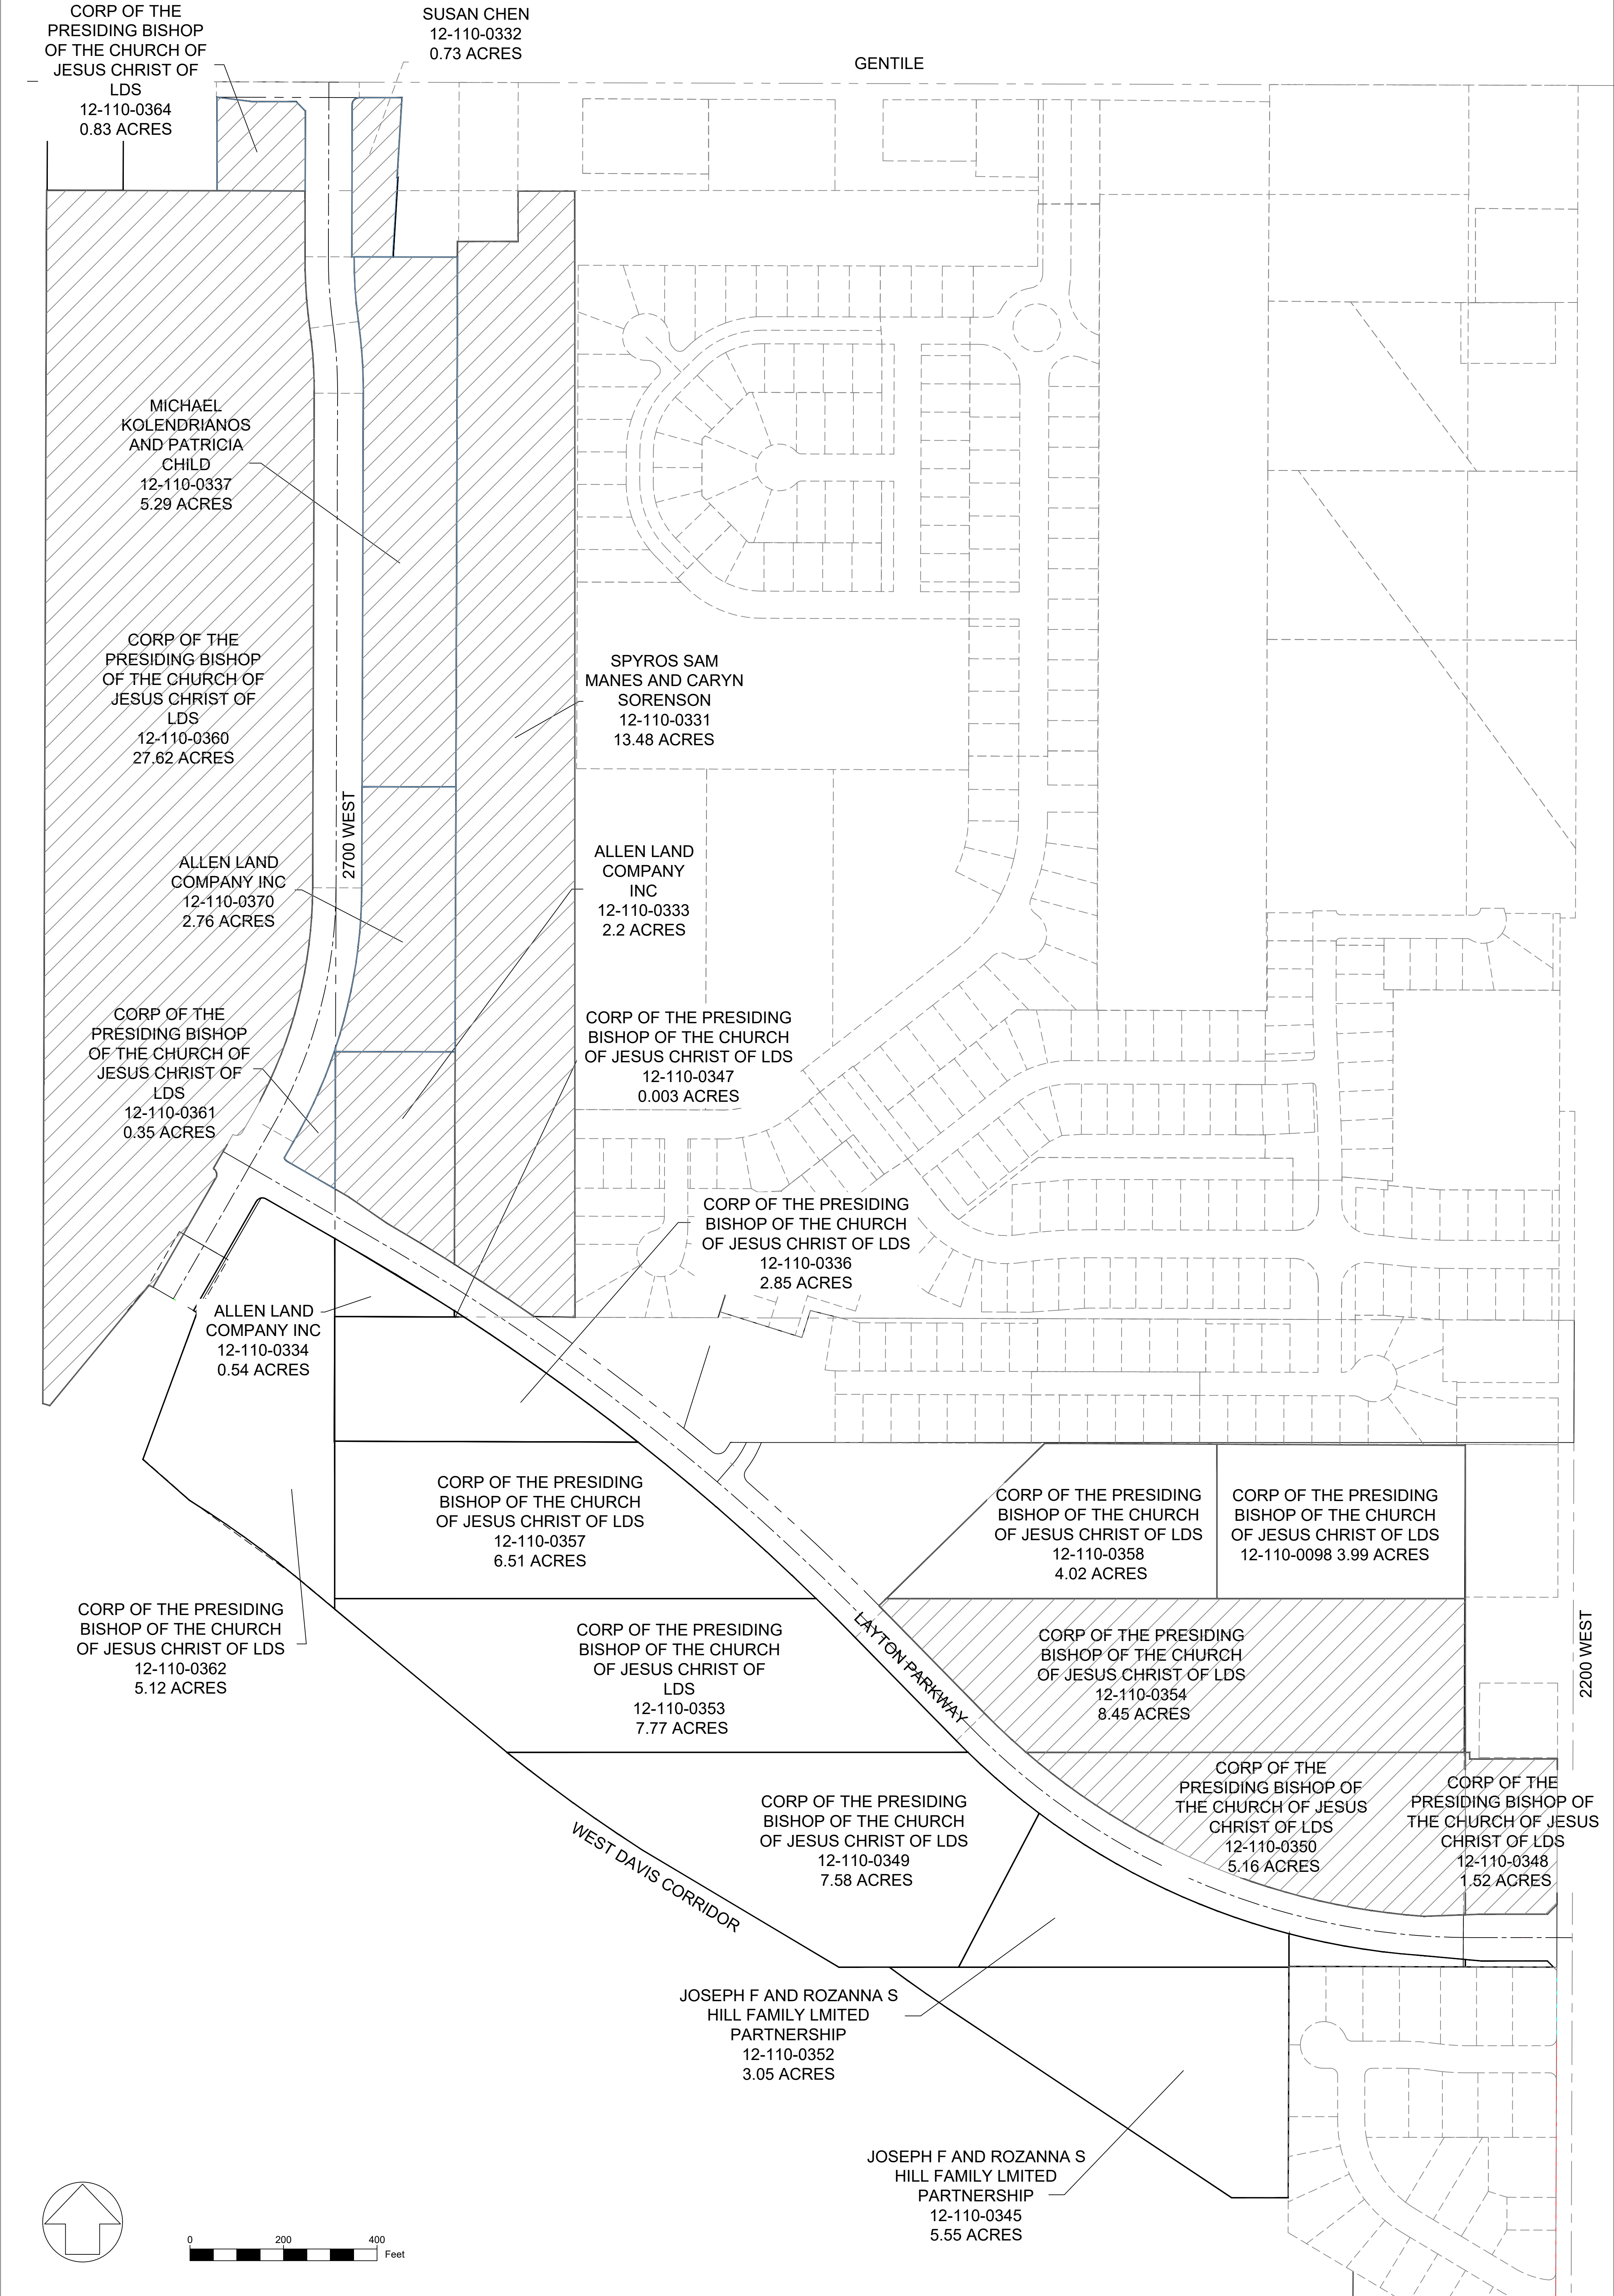 CORP OF THE
PRESIDING BISHOP
OF THE CHURCH OF
JESUS CHRIST OF
LDS
12-110-0364
0.83 ACRES
SUSAN CHEN
12-110-0332
0.73 ACRES
GENTILE
MICHAEL
KOLENDRIANOS
AND PATRICIA
CHILD
12-110-0337
5.29 ACRES
CORP OF THE
PRESIDING BISHOP
OF THE CHURCH OF
JESUS CHRIST OF
LDS
12-110-0360
27.62 ACRES
SPYROS SAM
MANES AND CARYN
SORENSON
12-110-0331
13.48 ACRES
2700 WEST
ALLEN LAND
COMPANY INC
12-110-0370
2.76 ACRES
ALLEN LAND
COMPANY
INC
12-110-0333
2.2 ACRES
CORP OF THE
PRESIDING BISHOP
OF THE CHURCH OF
JESUS CHRIST OF
LDS
12-110-0361
0.35 ACRES
CORP OF THE PRESIDING
BISHOP OF THE CHURCH
OF JESUS CHRIST OF LDS
12-110-0347
0.003 ACRES
CORP OF THE PRESIDING
BISHOP OF THE CHURCH
OF JESUS CHRIST OF LDS
12-110-0336
2.85 ACRES
ALLEN LAND
COMPANY INC
12-110-0334
0.54 ACRES
CORP OF THE PRESIDING
BISHOP OF THE CHURCH
OF JESUS CHRIST OF LDS
12-110-0357
6.51 ACRES
CORP OF THE PRESIDING
BISHOP OF THE CHURCH
OF JESUS CHRIST OF LDS
12-110-0358
4.02 ACRES
CORP OF THE PRESIDING
BISHOP OF THE CHURCH
OF JESUS CHRIST OF LDS
12-110-0098 3.99 ACRES
CORP OF THE PRESIDING
BISHOP OF THE CHURCH
OF JESUS CHRIST OF LDS
12-110-0362
5.12 ACRES
CORP OF THE PRESIDING
BISHOP OF THE CHURCH
OF JESUS CHRIST OF
LDS
12-110-0353
7.77 ACRES
LAYTON PARKWAY
CORP OF THE PRESIDING
BISHOP OF THE CHURCH
OF JESUS CHRIST OF LDS
12-110-0354
8.45 ACRES
2200 WEST
CORP OF THE PRESIDING
BISHOP OF THE CHURCH
OF JESUS CHRIST OF LDS
12-110-0349
7.58 ACRES
CORP OF THE
PRESIDING BISHOP OF
THE CHURCH OF JESUS
CHRIST OF LDS
12-110-0350
5.16 ACRES
CORP OF THE
PRESIDING BISHOP OF
THE CHURCH OF JESUS
CHRIST OF LDS
12-110-0348
1.52 ACRES
WEST DAVIS CORRIDOR
JOSEPH F AND ROZANNA S
HILL FAMILY LMITED
PARTNERSHIP
12-110-0352
3.05 ACRES
JOSEPH F AND ROZANNA S
HILL FAMILY LMITED
PARTNERSHIP
12-110-0345
5.55 ACRES
0 200 400
Feet